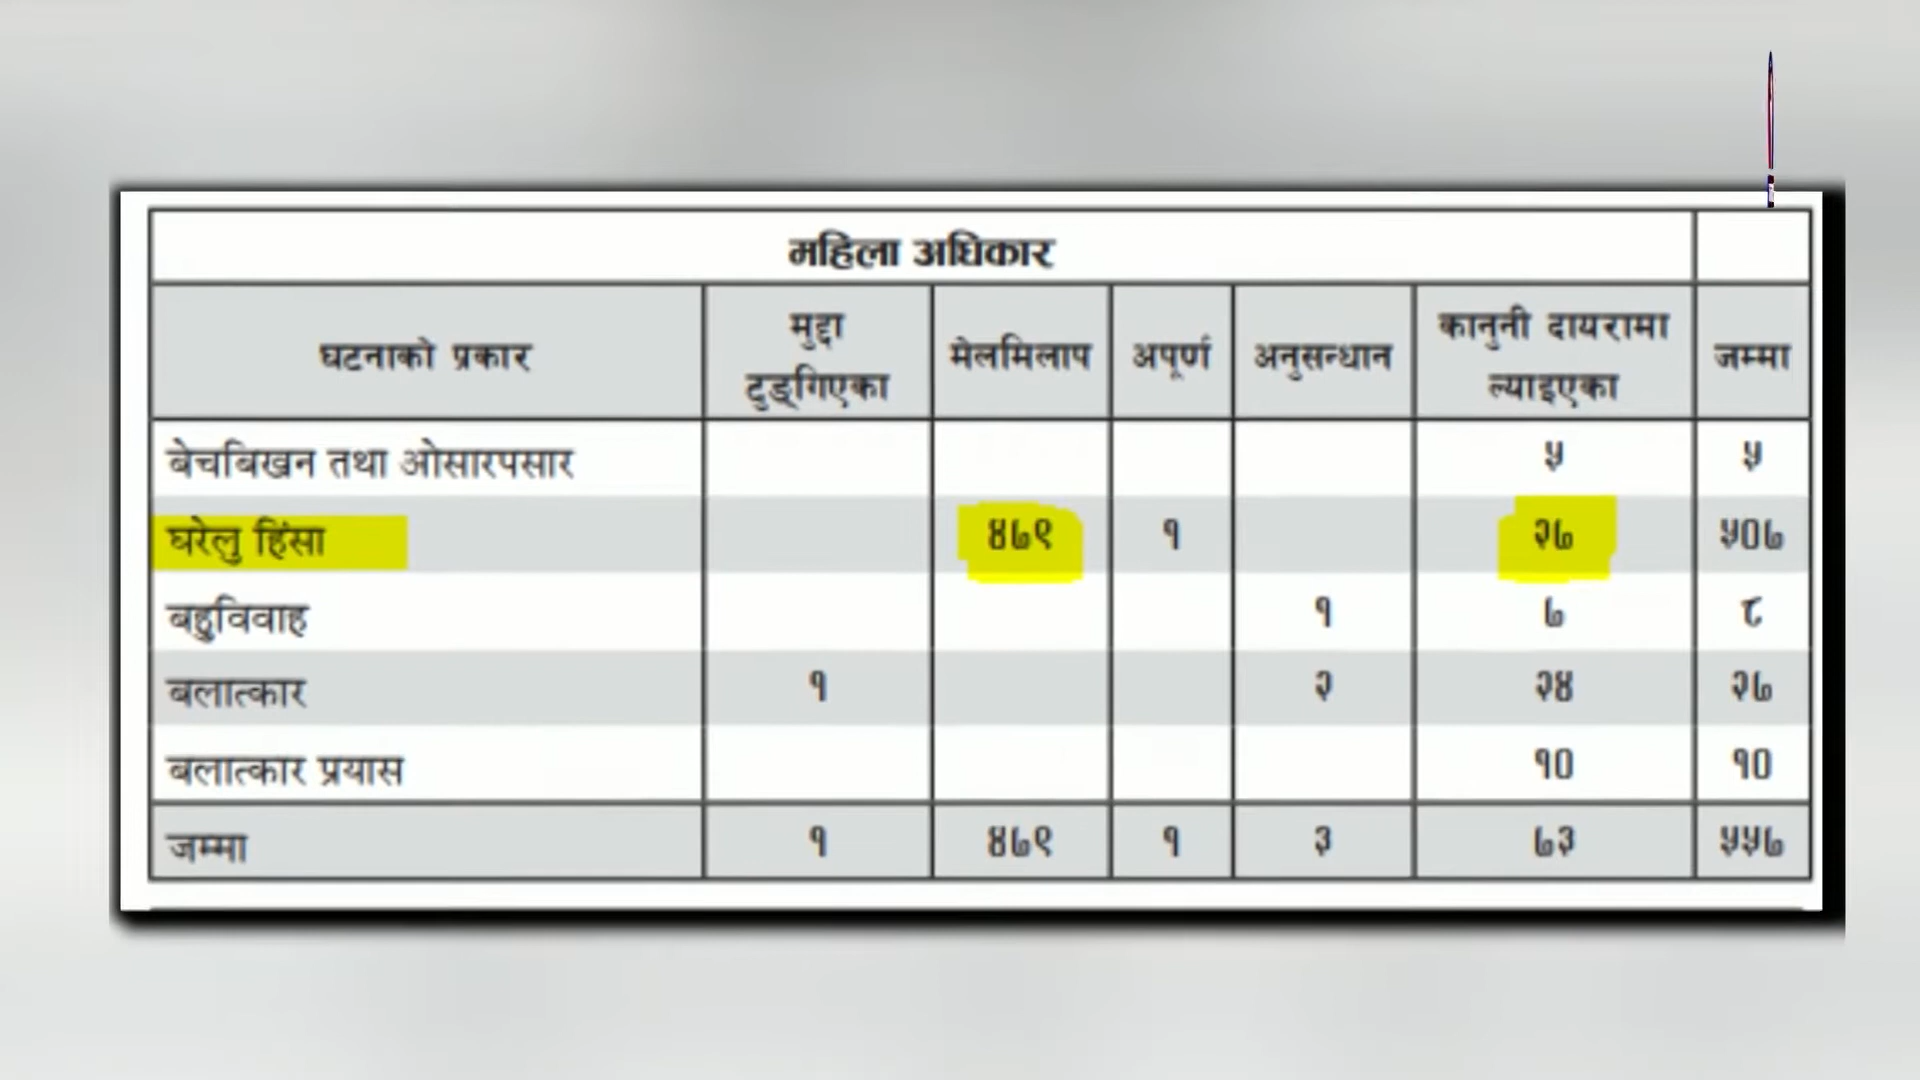 महिला अधिकार
घटनाको प्रकार मुद्दा टुङ्गिएका मेलमिलाप अपूर्ण अनुसन्धान कानुनी दायरामा ल्याइएका जम्मा
बेचबिखन तथा ओसारपसार ५ ५
घरेलु हिंसा ४७९ १ २७ ५०७
बहुविवाह १ ७ ८
बलात्कार १ २ २४ २७
बलात्कार प्रयास १० १०
जम्मा १ ४७९ १ ३ ७३ ५५७